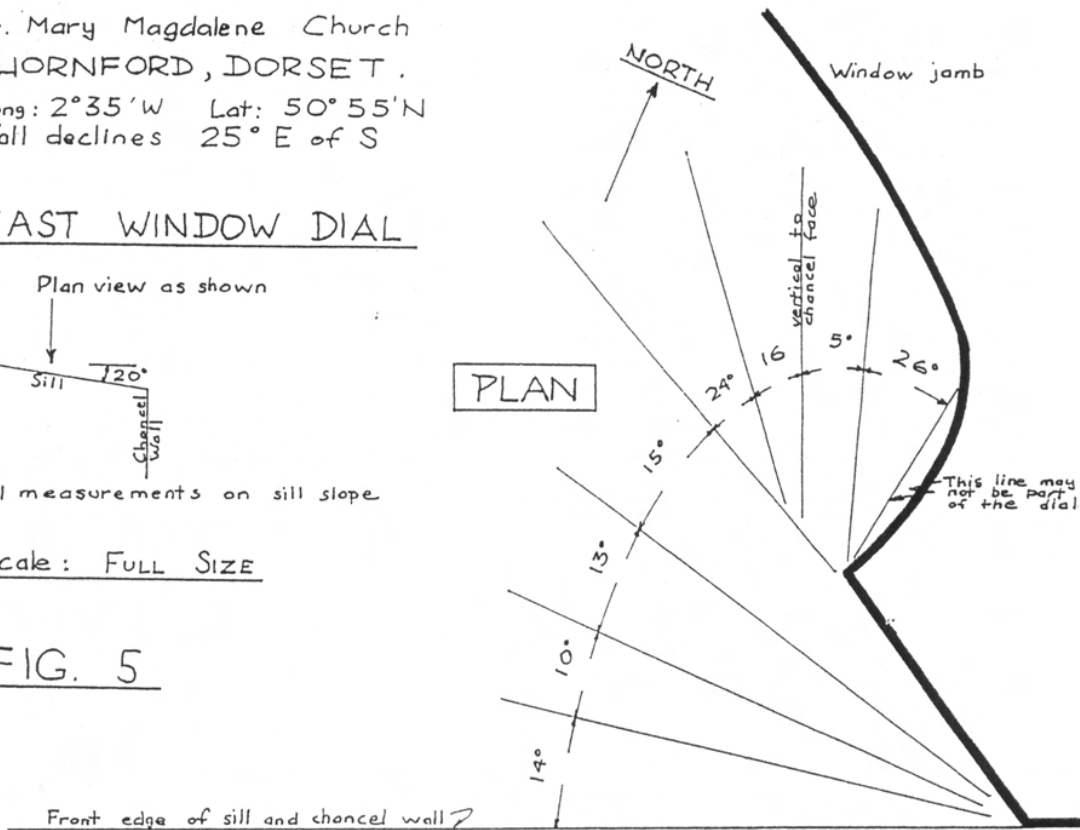 . Mary Magdalene Church
HORNFORD, DORSET.
ng: 2°35'W Lat: 50°55'N
all declines 25° E of S
AST WINDOW DIAL
Plan view as shown
Sill
20°
Chancel
Wall
l measurements on sill slope
cale: FULL SIZE
FIG. 5
Front edge of sill and chancel wall
PLAN
NORTH
Window jamb
vertical to
chancel face
5°
16
26°
24°
15°
13°
10°
14°
This line may
not be part
of the dial